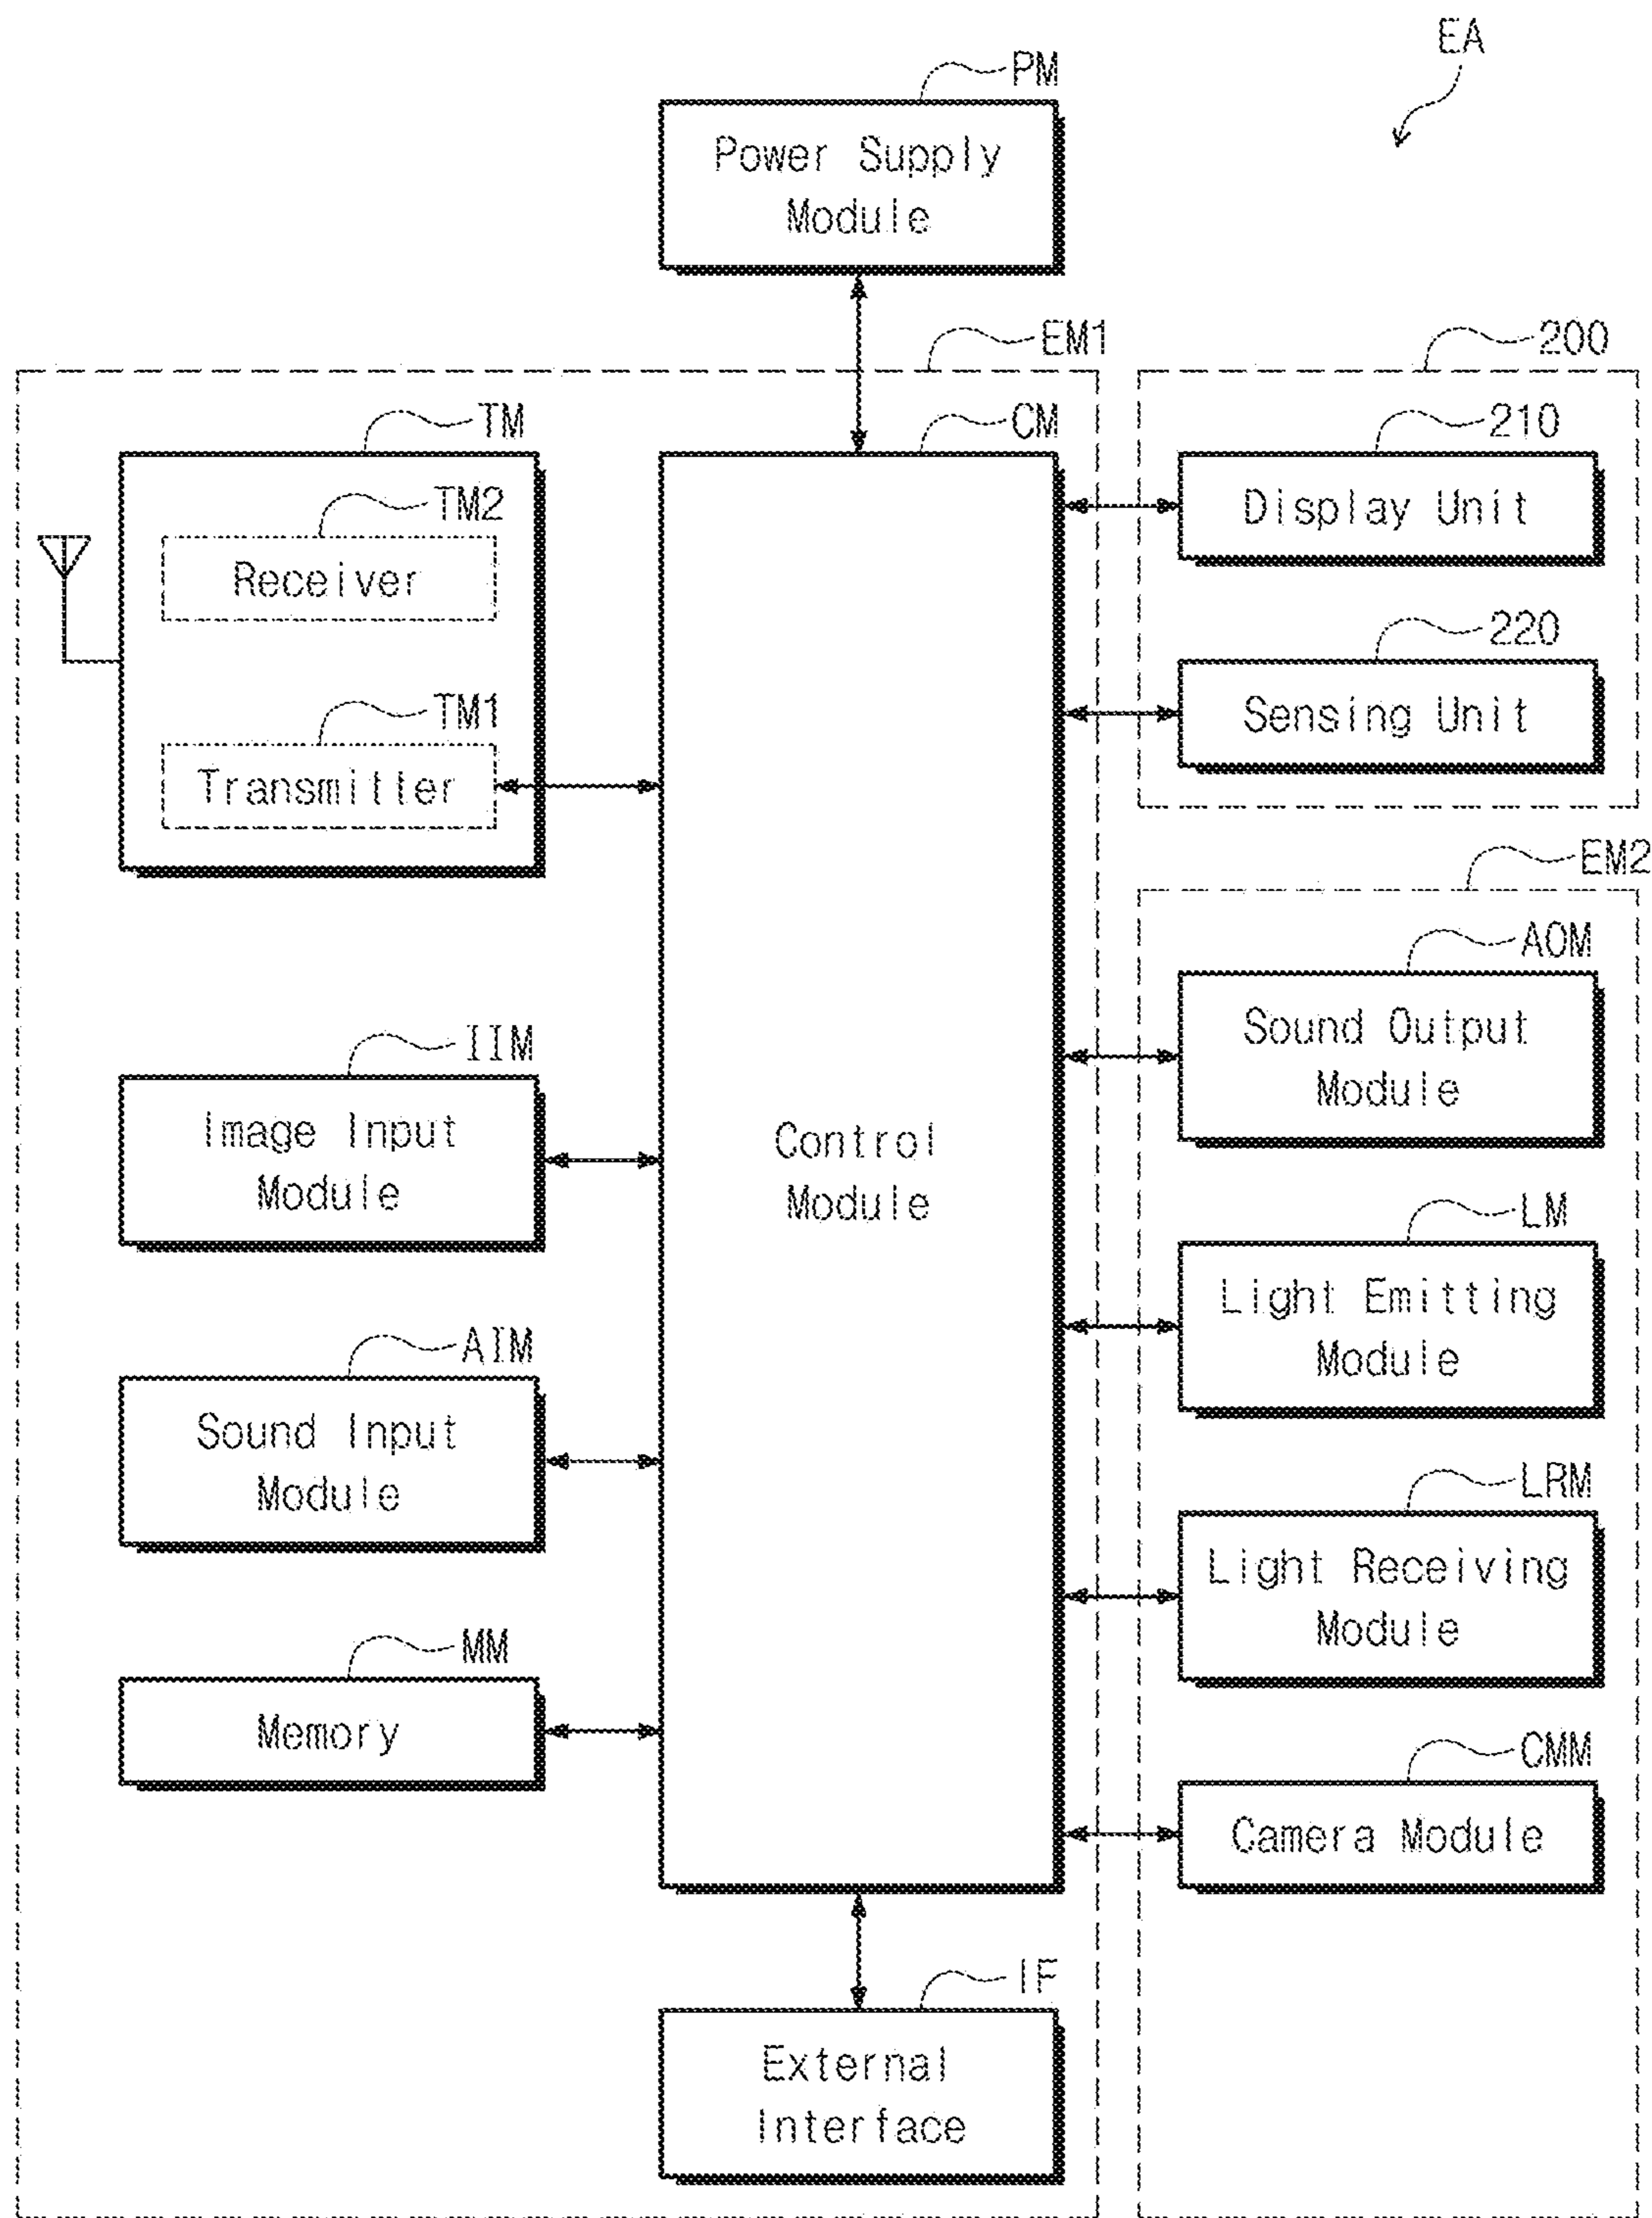 EA
PM
Power Supply
Module
EM1
200
TM
CM
210
TM2
Display Unit
Receiver
220
TM1
Sensing Unit
Transmitter
EM2
AOM
Sound Output
Module
IIM
Image Input
Module
Control
Module
LM
Light Emitting
Module
AIM
Sound Input
Module
LRM
Light Receiving
Module
MM
Memory
CMM
Camera Module
IF
External
Interface